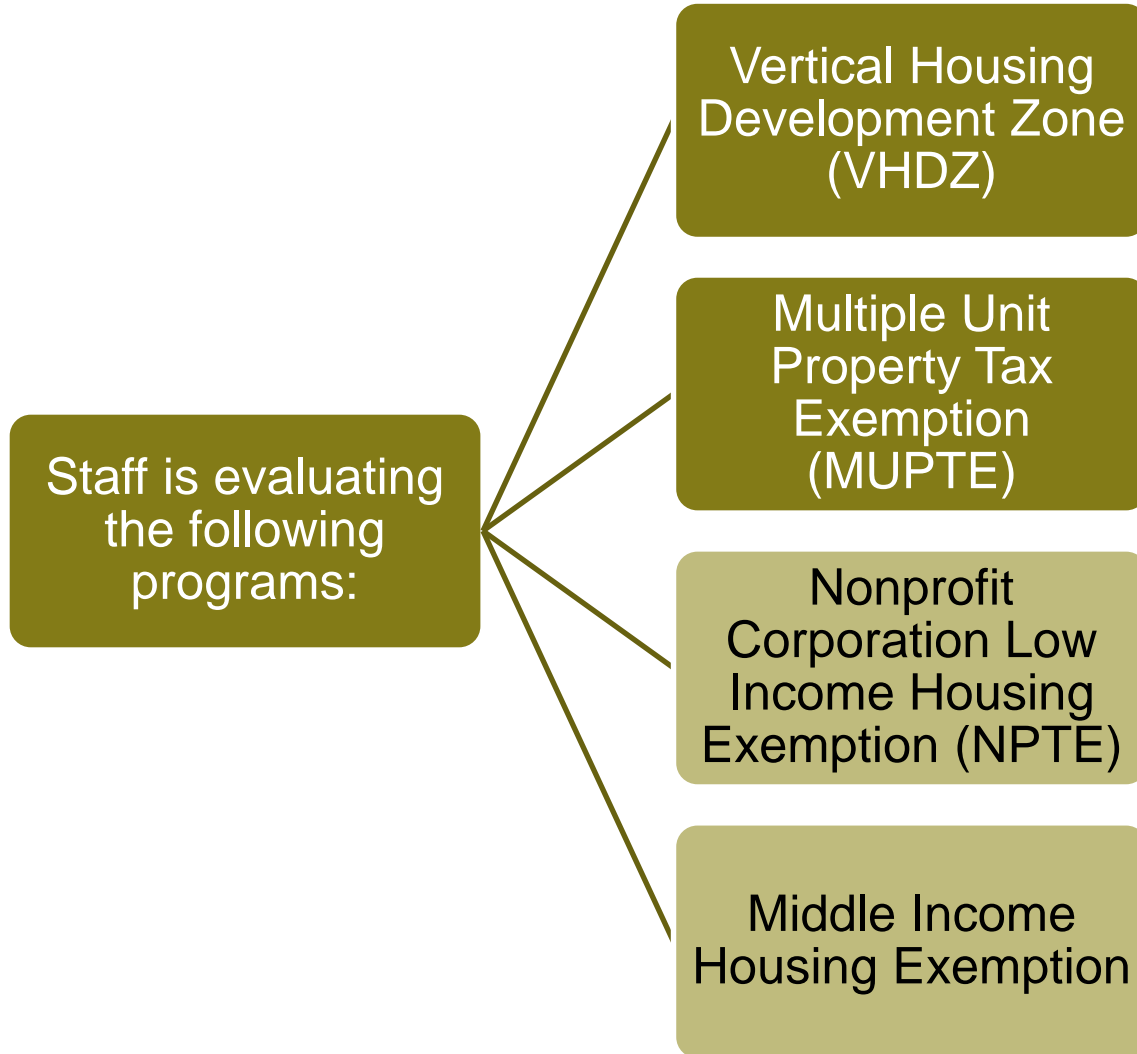 Staff is evaluating
the following
programs:
Vertical Housing
Development Zone
(VHDZ)
Multiple Unit
Property Tax
Exemption
(MUPTE)
Nonprofit
Corporation Low
Income Housing
Exemption (NPTE)
Middle Income
Housing Exemption